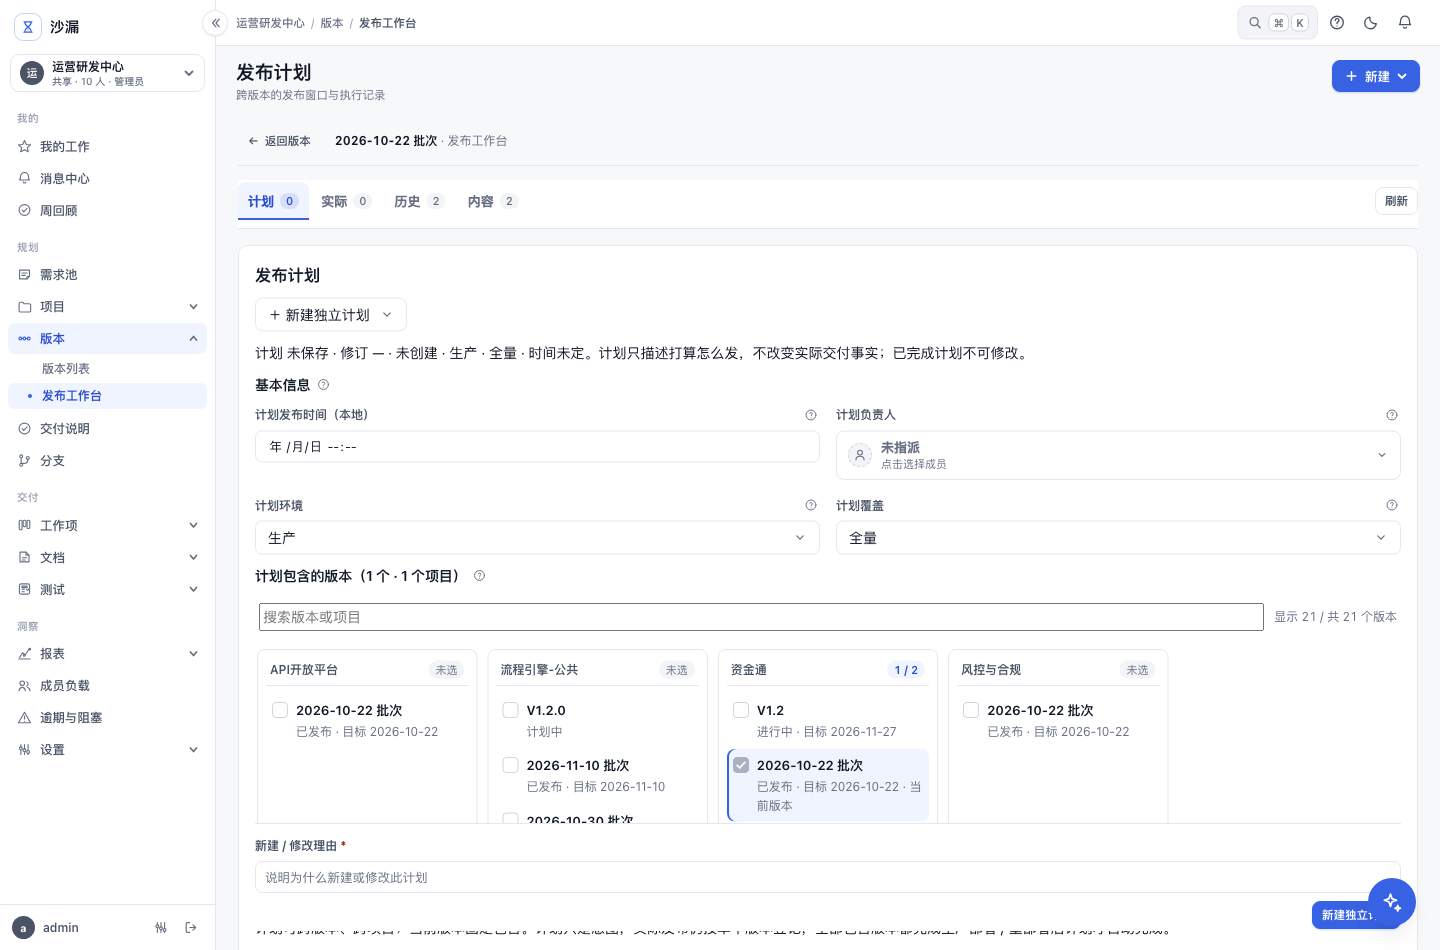 沙漏
运
运营研发中心
共享 · 10 人 · 管理员
我的
我的工作
消息中心
周回顾
规划
需求池
项目
版本
版本列表
发布工作台
交付说明
分支
交付
工作项
文档
测试
洞察
报表
成员负载
逾期与阻塞
设置
a admin
运营研发中心 / 版本 / 发布工作台
⌘ K
发布计划
跨版本的发布窗口与执行记录
+ 新建
← 返回版本 2026-10-22 批次 · 发布工作台
计划 0 实际 0 历史 2 内容 2
刷新
发布计划
+ 新建独立计划
计划 未保存 · 修订 — · 未创建 · 生产 · 全量 · 时间未定。计划只描述打算怎么发，不改变实际交付事实；已完成计划不可修改。
基本信息
计划发布时间（本地）
年 /月/日 --:--
计划负责人
未指派
点击选择成员
计划环境
生产
计划覆盖
全量
计划包含的版本（1 个 · 1 个项目）
搜索版本或项目
显示 21 / 共 21 个版本
API开放平台 未选
2026-10-22 批次
已发布 · 目标 2026-10-22
流程引擎-公共 未选
V1.2.0
计划中
2026-11-10 批次
已发布 · 目标 2026-11-10
2026-10-30 批次
资金通 1 / 2
V1.2
进行中 · 目标 2026-11-27
2026-10-22 批次
已发布 · 目标 2026-10-22 · 当
前版本
风控与合规 未选
2026-10-22 批次
已发布 · 目标 2026-10-22
新建 / 修改理由 *
说明为什么新建或修改此计划
新建独立